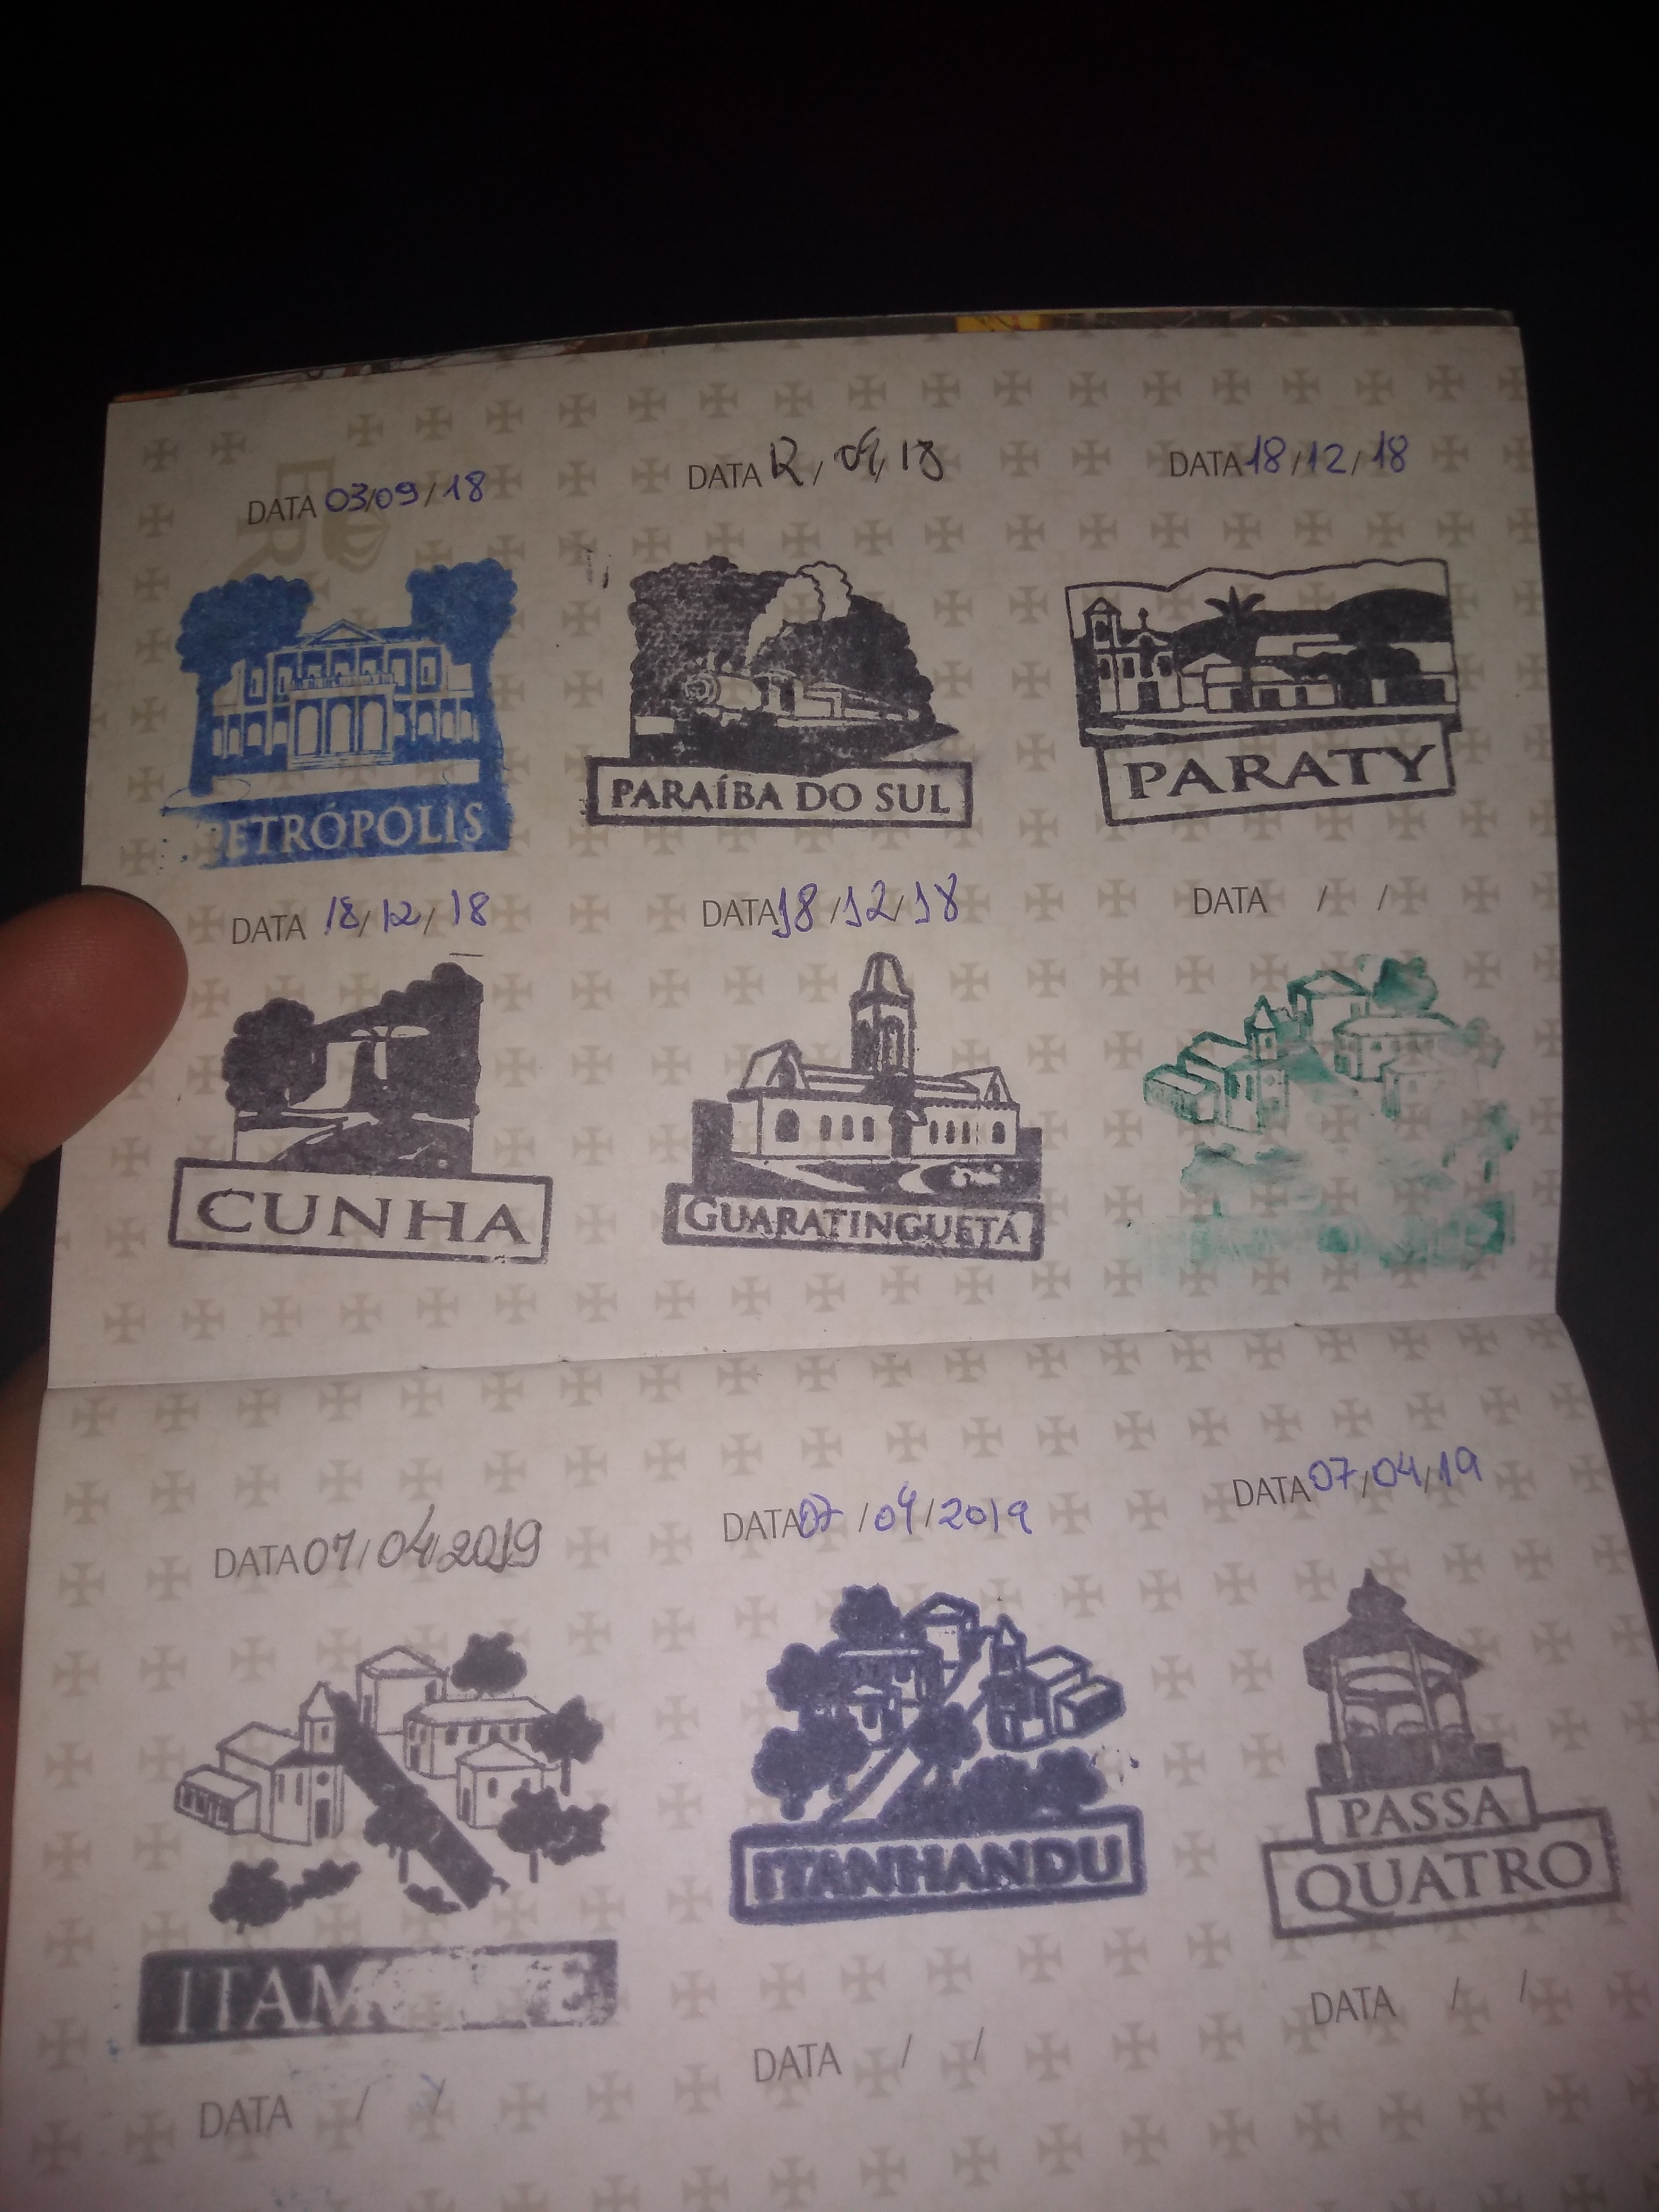 DATA 03/09/18
DATA 12/09/18
DATA 18/12/18
PETRÓPOLIS
PARAÍBA DO SUL
PARATY
DATA 18/12/18
DATA 18/12/18
DATA / /
CUNHA
GUARATINGUETÁ
DATA 07/04/2019
DATA 07/04/2019
DATA 07/04/19
ITANHANDU
PASSA
QUATRO
DATA / /
DATA / /
DATA / /